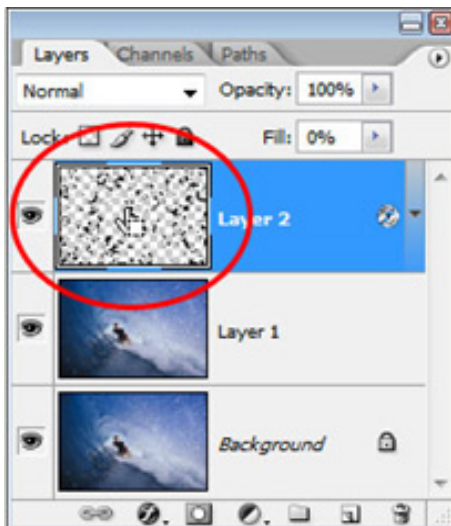 Layers Channels Paths
Normal Opacity: 100%
Lock: Fill: 0%
Layer 2
Layer 1
Background